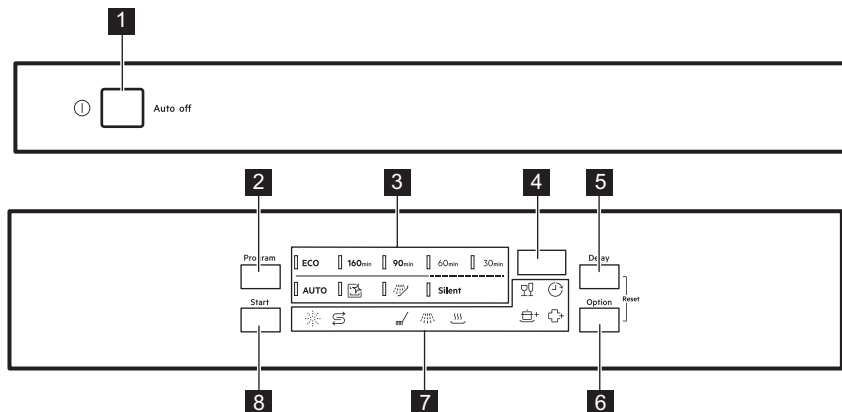 1
Auto off
2 3 4 5
Program Delay
ECO 160min 90min 60min 30min
AUTO Silent
Start Option Reset
8 7 6